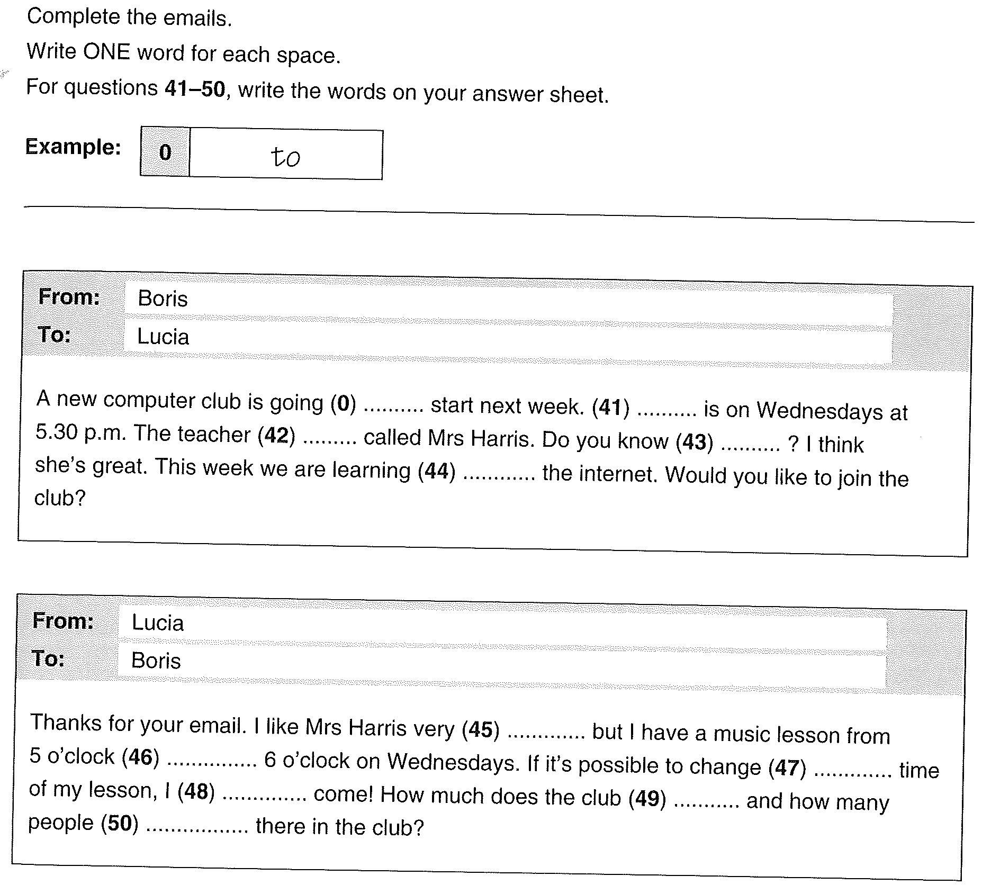 Complete the emails.
Write ONE word for each space.
For questions 41–50, write the words on your answer sheet.
Example: 0 to
From: Boris
To: Lucia
A new computer club is going (0) .......... start next week. (41) .......... is on Wednesdays at
5.30 p.m. The teacher (42) ......... called Mrs Harris. Do you know (43) .......... ? I think
she's great. This week we are learning (44) ............ the internet. Would you like to join the
club?
From: Lucia
To: Boris
Thanks for your email. I like Mrs Harris very (45) ............. but I have a music lesson from
5 o'clock (46) ............... 6 o'clock on Wednesdays. If it's possible to change (47) ............. time
of my lesson, I (48) .............. come! How much does the club (49) ........... and how many
people (50) ................. there in the club?